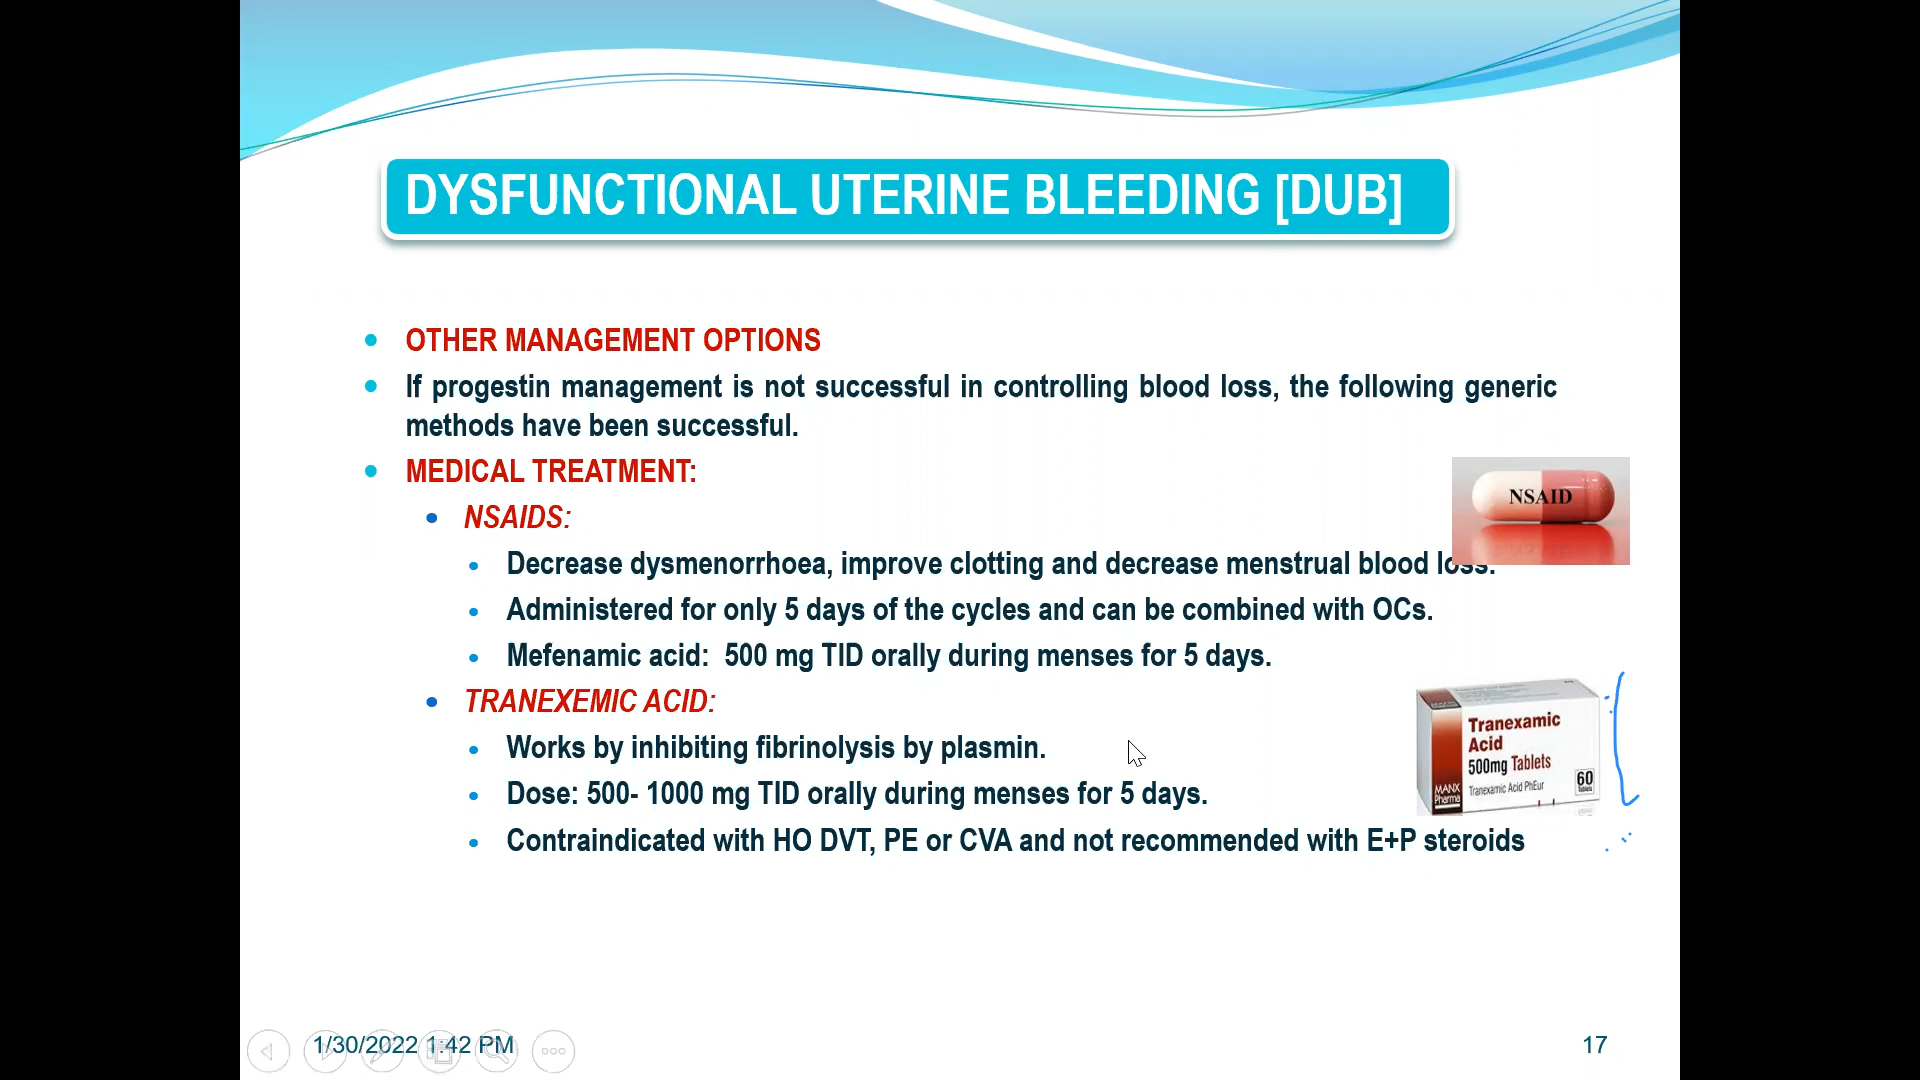 DYSFUNCTIONAL UTERINE BLEEDING [DUB]
OTHER MANAGEMENT OPTIONS
If progestin management is not successful in controlling blood loss, the following generic
methods have been successful.
MEDICAL TREATMENT:
NSAIDS:
NSAID
Decrease dysmenorrhoea, improve clotting and decrease menstrual blood loss.
Administered for only 5 days of the cycles and can be combined with OCs.
Mefenamic acid: 500 mg TID orally during menses for 5 days.
TRANEXEMIC ACID:
Works by inhibiting fibrinolysis by plasmin.
Dose: 500- 1000 mg TID orally during menses for 5 days.
Contraindicated with HO DVT, PE or CVA and not recommended with E+P steroids
Tranexamic
Acid
500mg Tablets
60
Tablets
Tranexamic Acid PhEur
MANX
Pharma
1/30/2022 1:42 PM
17